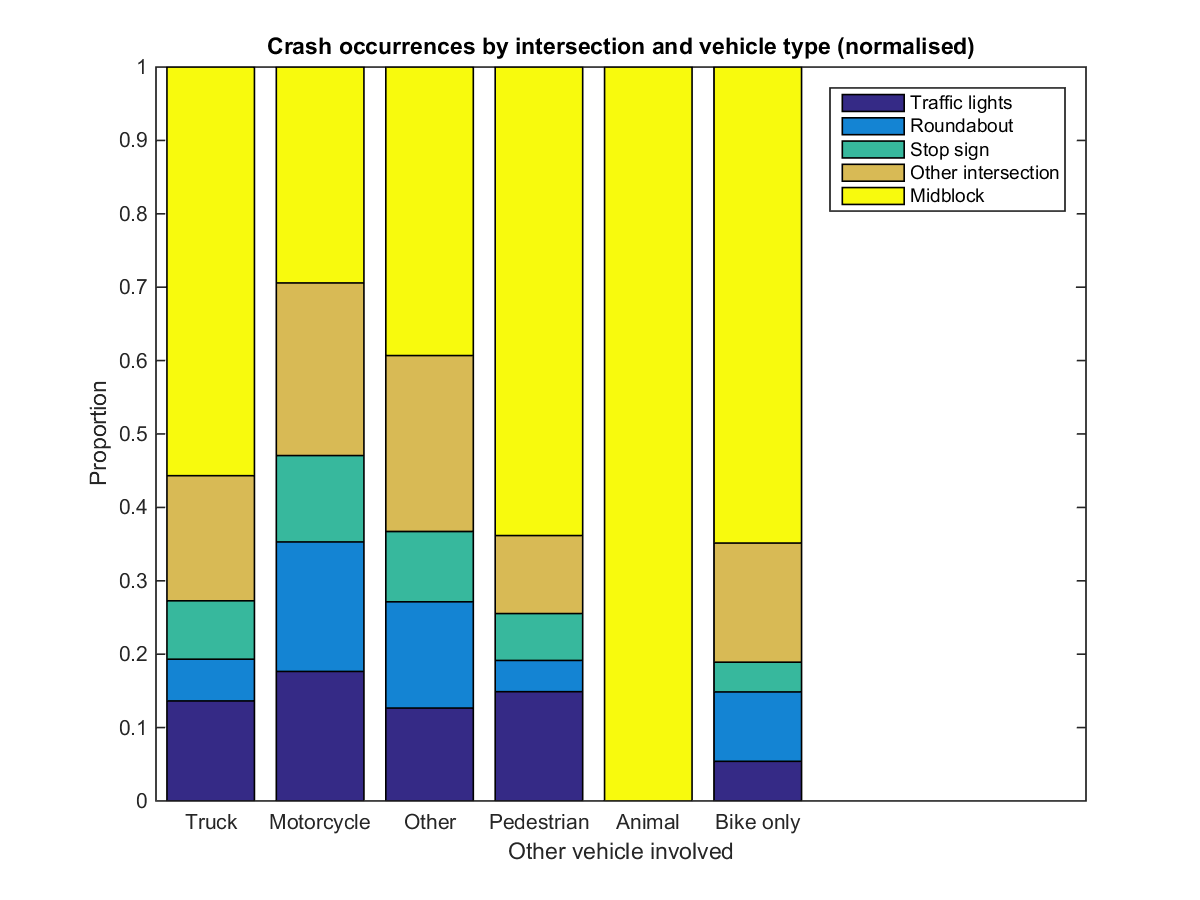 Crash occurrences by intersection and vehicle type (normalised)
1
0.9
0.8
0.7
0.6
0.5
0.4
0.3
0.2
0.1
0
Proportion
Traffic lights
Roundabout
Stop sign
Other intersection
Midblock
Truck Motorcycle Other Pedestrian Animal Bike only
Other vehicle involved